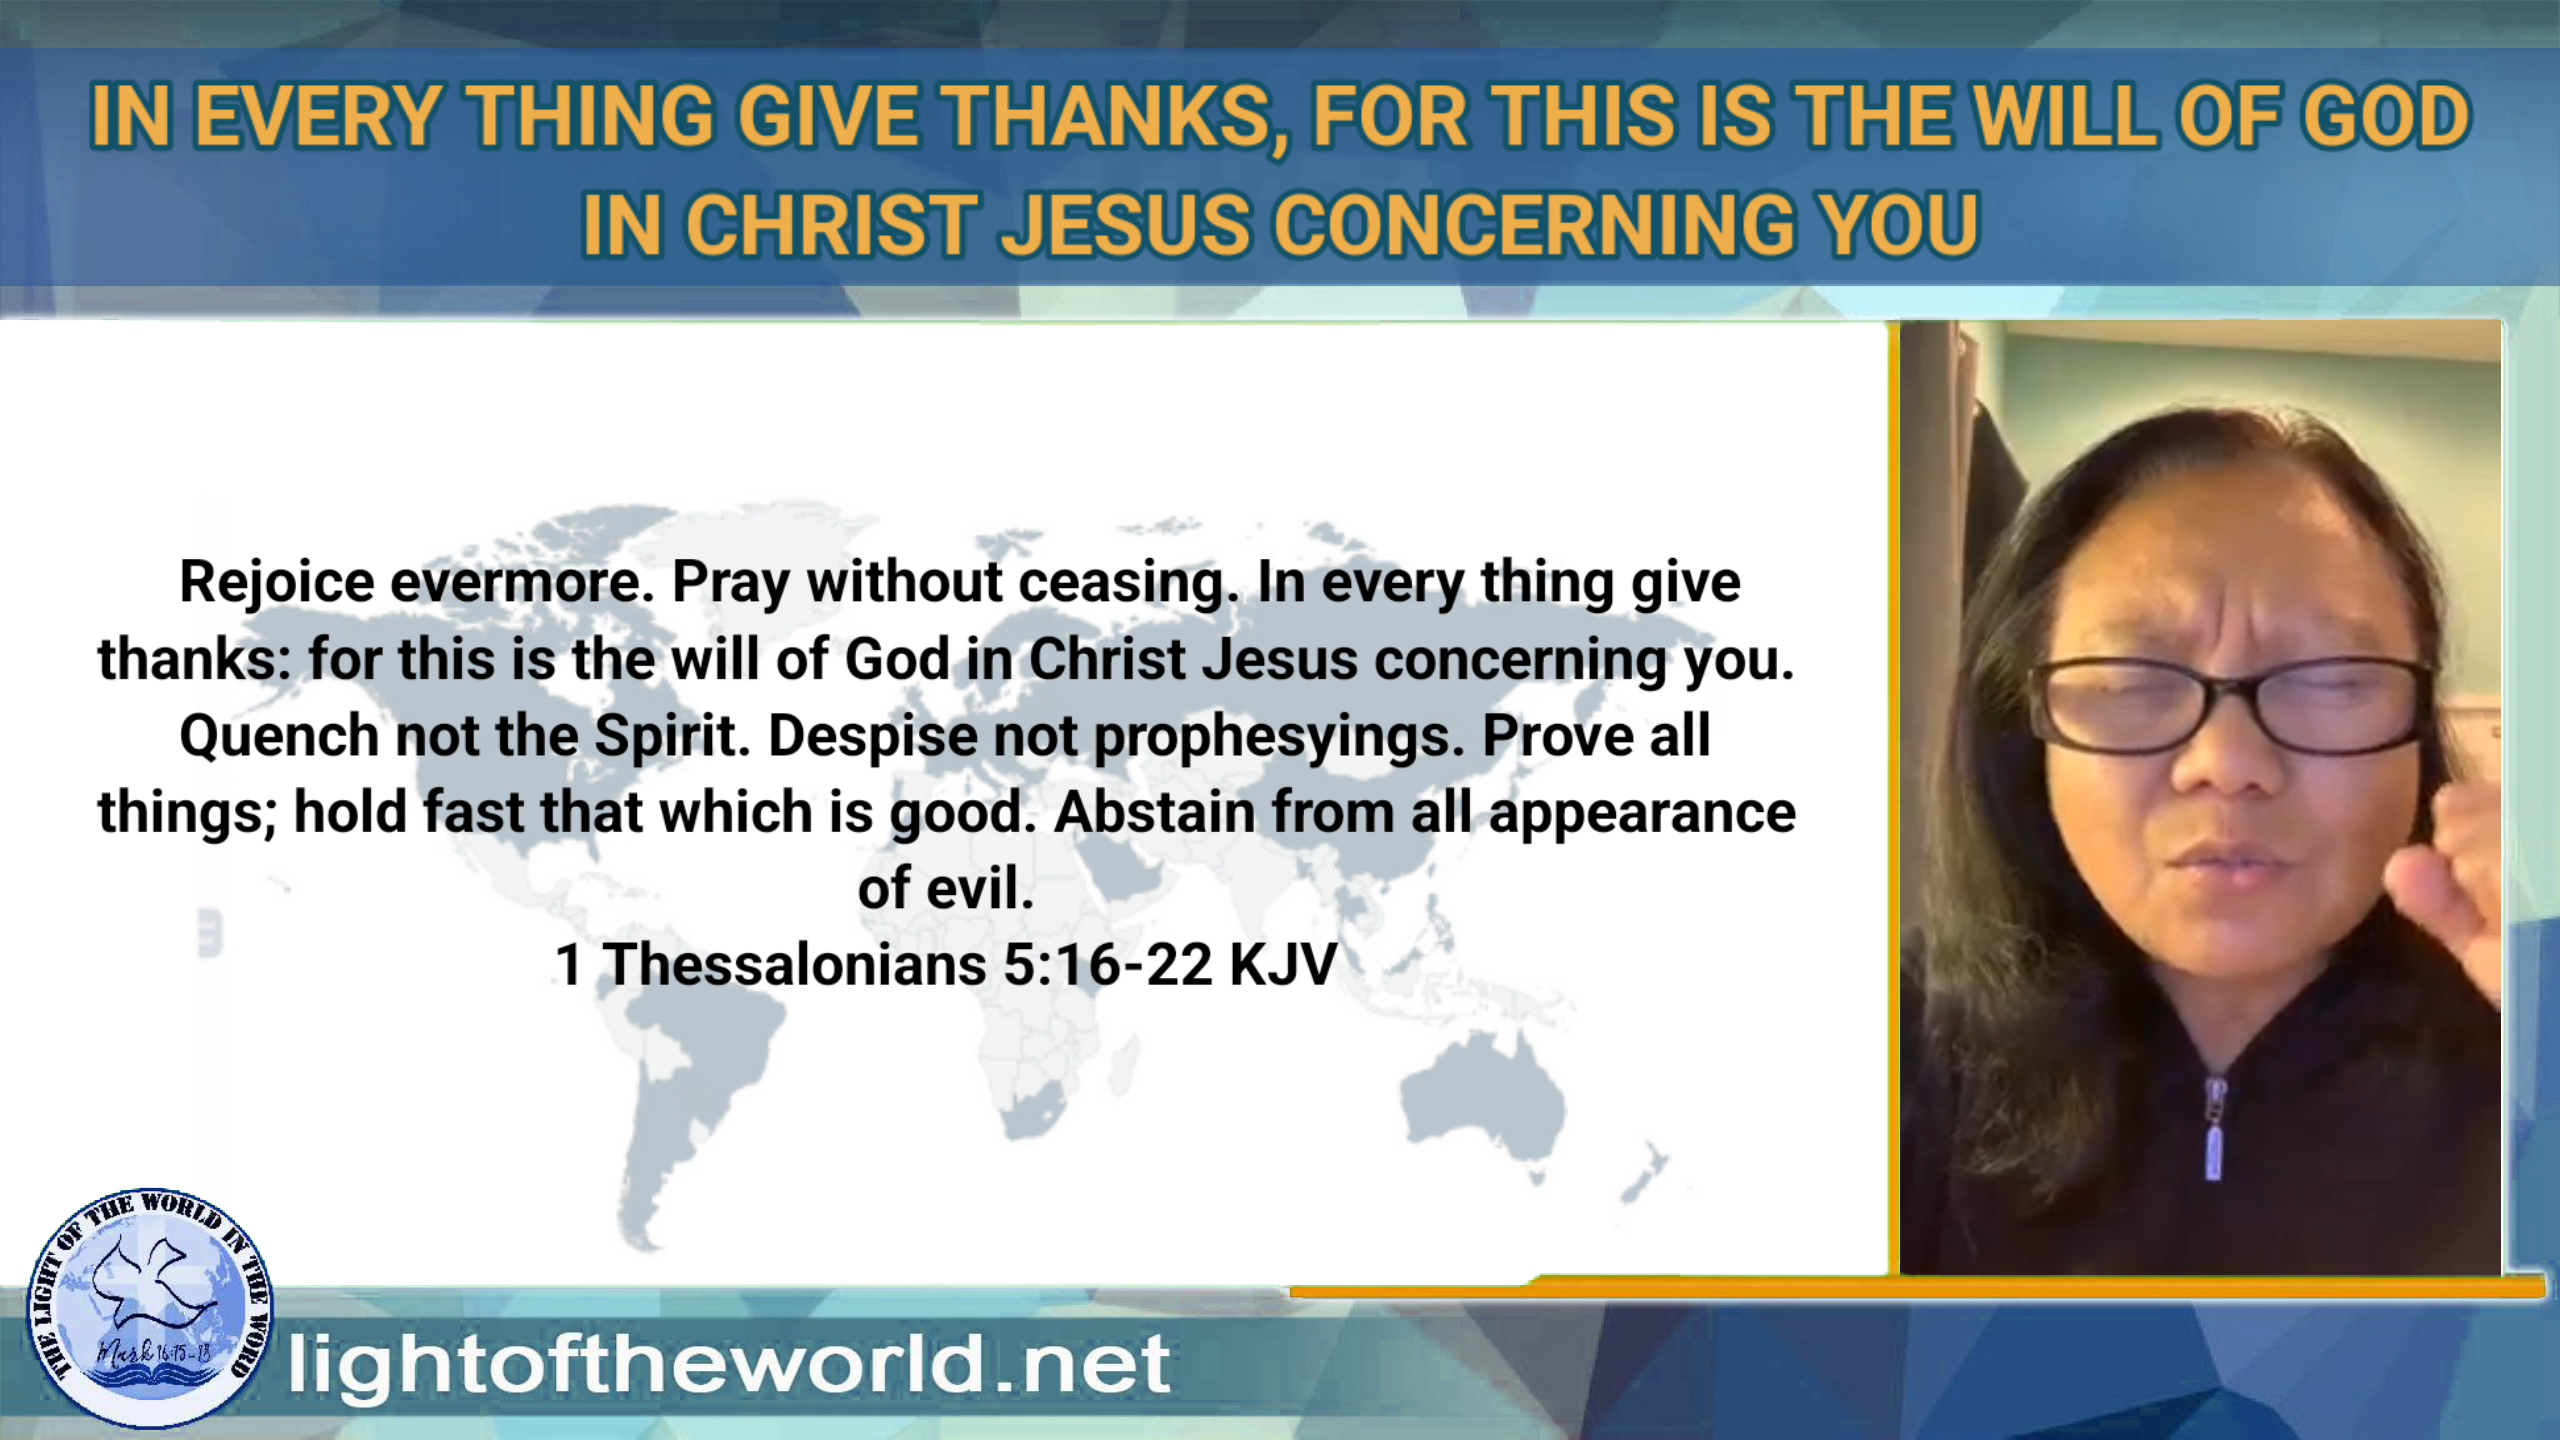 IN EVERY THING GIVE THANKS, FOR THIS IS THE WILL OF GOD
IN CHRIST JESUS CONCERNING YOU
Rejoice evermore. Pray without ceasing. In every thing give
thanks: for this is the will of God in Christ Jesus concerning you.
Quench not the Spirit. Despise not prophesyings. Prove all
things; hold fast that which is good. Abstain from all appearance
of evil.
1 Thessalonians 5:16-22 KJV
THE LIGHT OF THE WORLD IN THE WORD
Mark 16:15-18
lightoftheworld.net